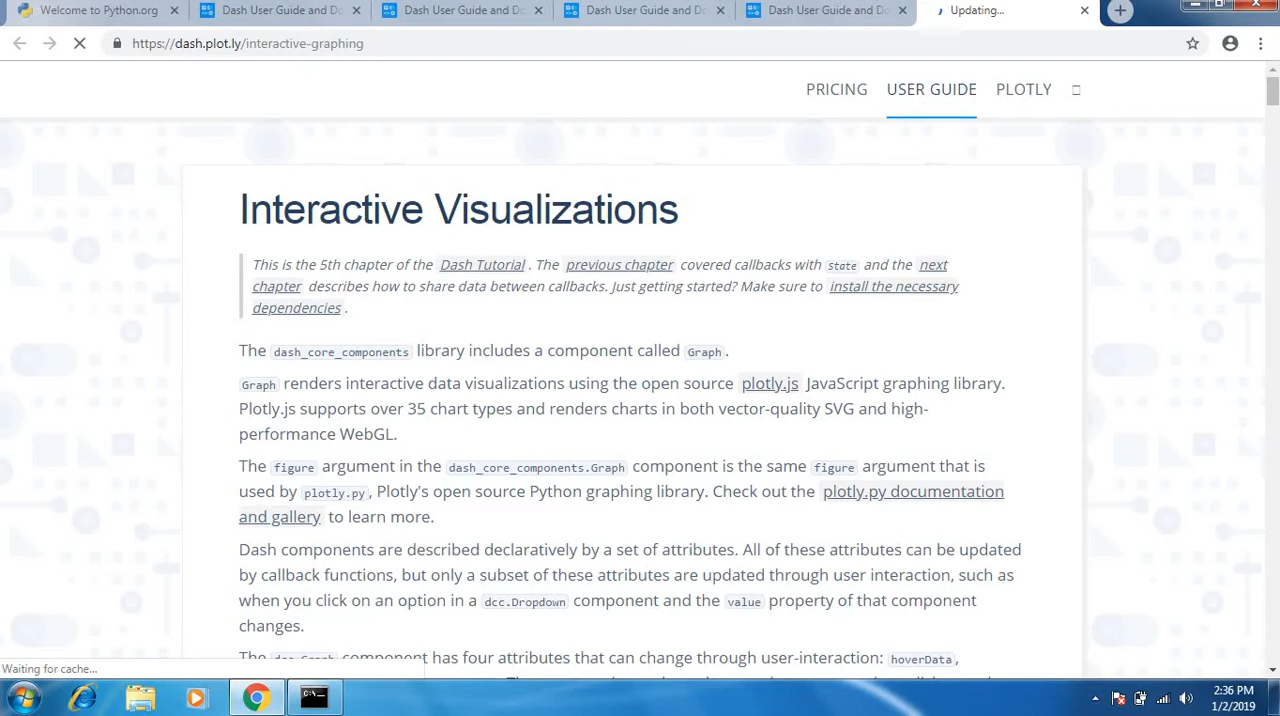 Welcome to Python.org
Dash User Guide and Do
Dash User Guide and Do
Dash User Guide and Do
Dash User Guide and Do
Updating...
https://dash.plot.ly/interactive-graphing
PRICING USER GUIDE PLOTLY
Interactive Visualizations
This is the 5th chapter of the Dash Tutorial . The previous chapter covered callbacks with state and the next
chapter describes how to share data between callbacks. Just getting started? Make sure to install the necessary
dependencies .
The dash_core_components library includes a component called Graph.
Graph renders interactive data visualizations using the open source plotly.js JavaScript graphing library.
Plotly.js supports over 35 chart types and renders charts in both vector-quality SVG and high-
performance WebGL.
The figure argument in the dash_core_components.Graph component is the same figure argument that is
used by plotly.py, Plotly's open source Python graphing library. Check out the plotly.py documentation
and gallery to learn more.
Dash components are described declaratively by a set of attributes. All of these attributes can be updated
by callback functions, but only a subset of these attributes are updated through user interaction, such as
when you click on an option in a dcc.Dropdown component and the value property of that component
changes.
The dcc.Graph component has four attributes that can change through user-interaction: hoverData,
Waiting for cache...
C:\
2:36 PM
1/2/2019